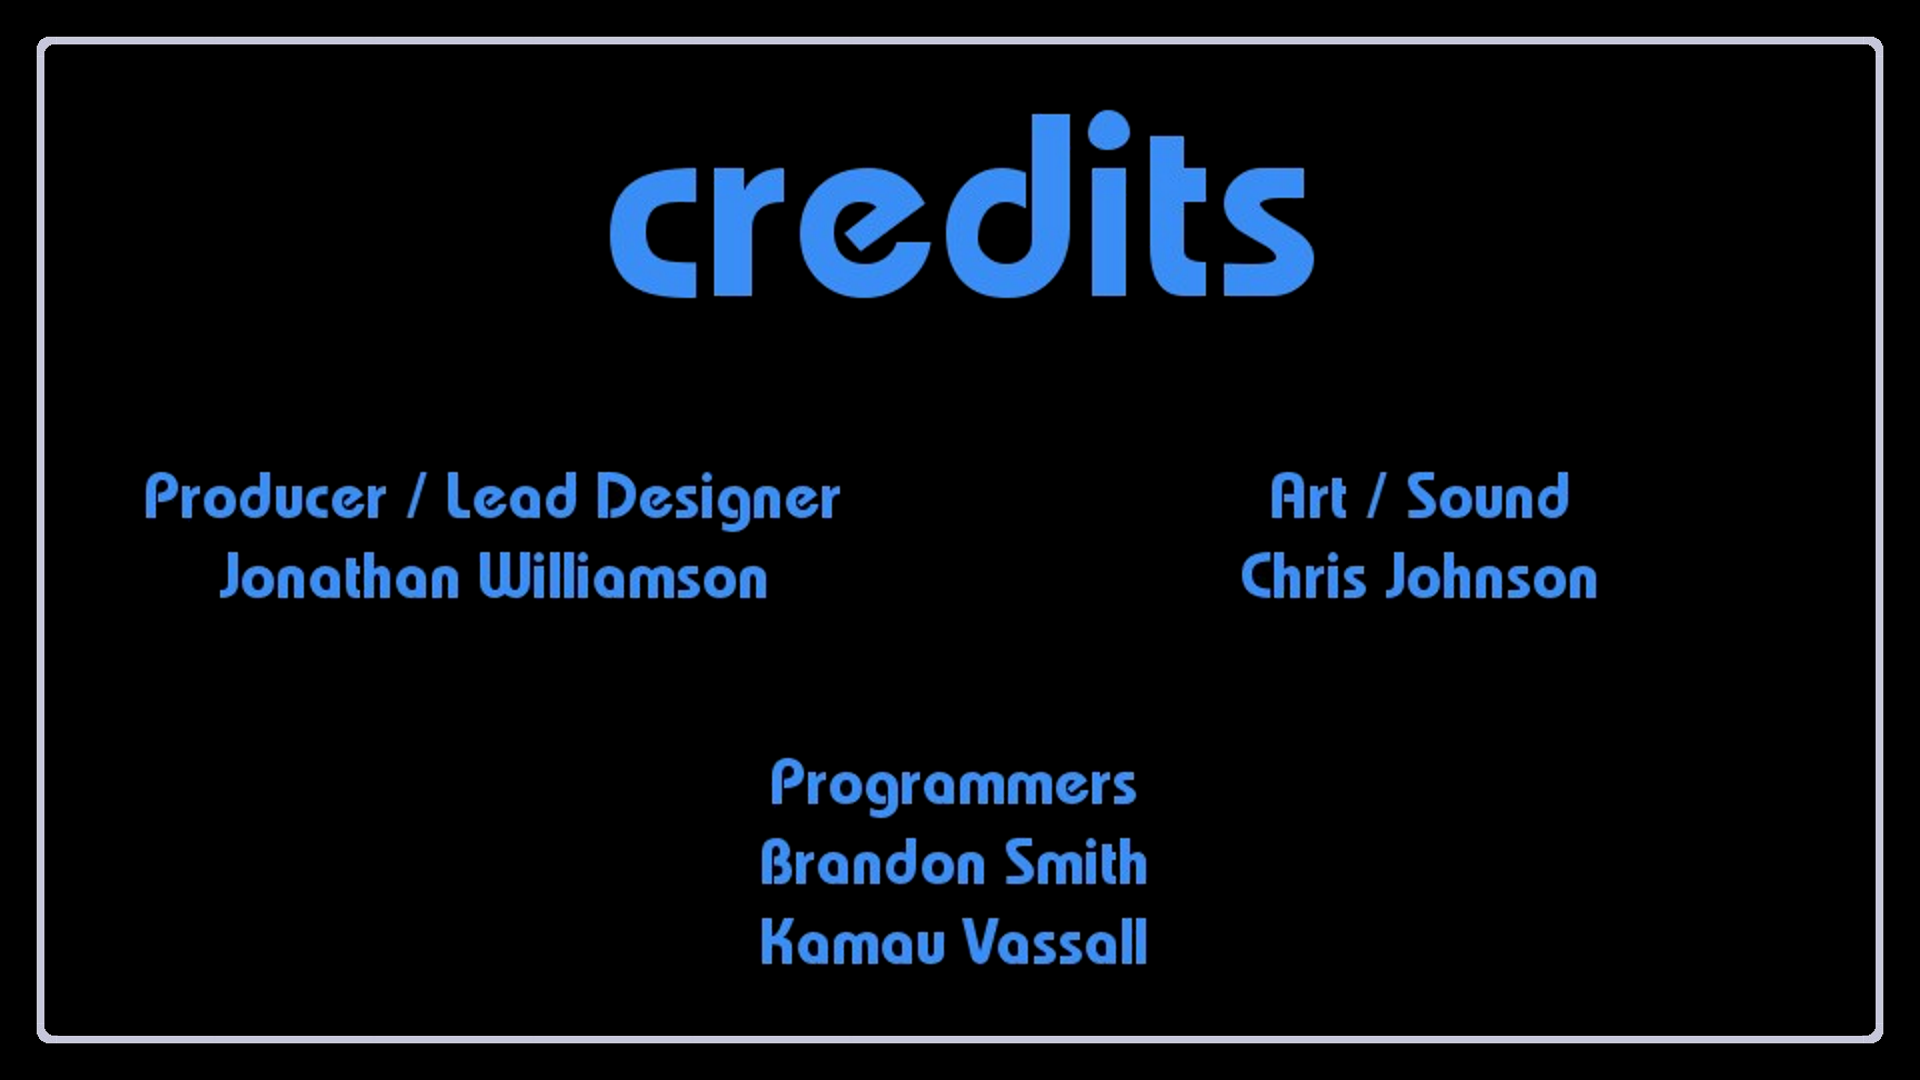 credits
Producer / Lead Designer
Jonathan Williamson
Art / Sound
Chris Johnson
Programmers
Brandon Smith
Kamau Vassall